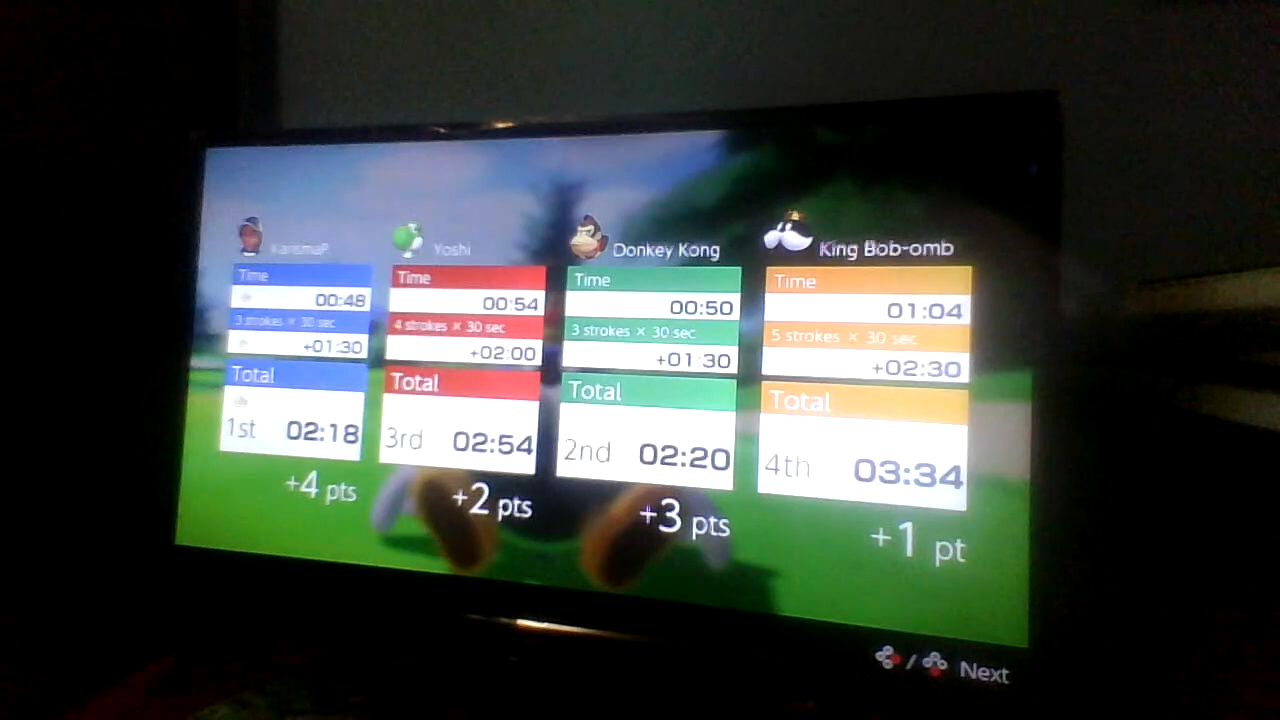 KarismaP.
Time
00:48
3 strokes × 30 sec
+01:30
Total
1st 02:18
+4 pts
Yoshi
Time
00:54
4 strokes × 30 sec
+02:00
Total
3rd 02:54
+2 pts
Donkey Kong
Time
00:50
3 strokes × 30 sec
+01:30
Total
2nd 02:20
+3 pts
King Bob-omb
Time
01:04
5 strokes × 30 sec
+02:30
Total
4th 03:34
+1 pt
/ Next